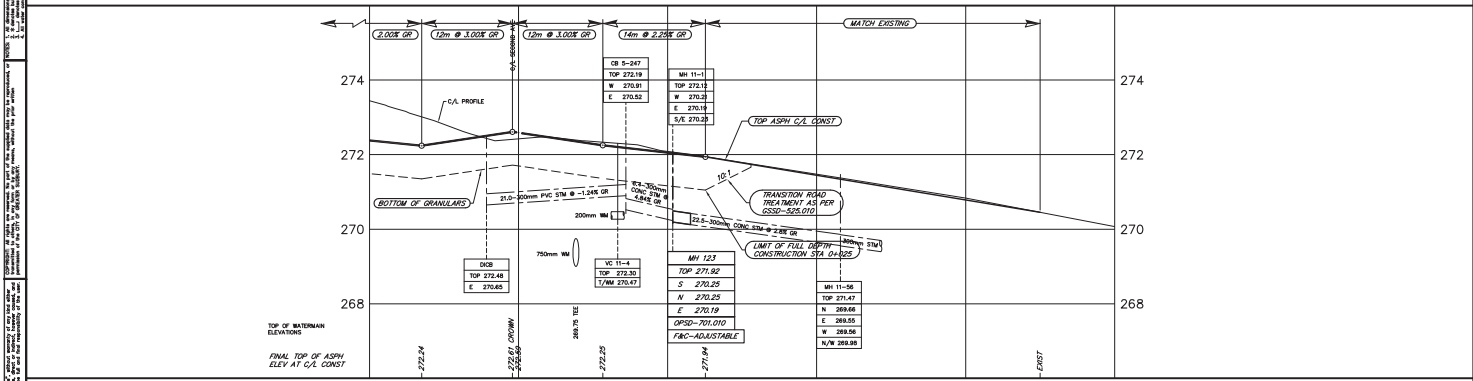 2.00% GR
12m @ 3.00% GR
12m @ 3.00% GR
14m @ 2.25% GR
MATCH EXISTING
C/L SECOND
274
274
272
272
270
270
268
268
C/L PROFILE
CB 5-247
TOP 272.19
W 270.91
E 270.52
MH 11-1
TOP 272.12
W 270.21
E 270.19
S/E 270.23
TOP ASPH C/L CONST
10:1
TRANSITION ROAD
TREATMENT AS PER
GSSD-525.010
BOTTOM OF GRANULARS
21.0-300mm PVC STM @ -1.24% GR
6.4-300mm
CONC STM @
4.84% GR
200mm WM
22.5-300mm CONC STM @ 2.8% GR
300mm STM
LIMIT OF FULL DEPTH
CONSTRUCTION STA 0+025
750mm WM
DICB
TOP 272.48
E 270.65
VC 11-4
TOP 272.30
T/WM 270.47
MH 123
TOP 271.92
S 270.25
N 270.25
E 270.19
OPSD-701.010
F&C-ADJUSTABLE
MH 11-56
TOP 271.47
N 269.66
E 269.55
W 269.56
N/W 269.98
TOP OF WATERMAIN
ELEVATIONS
269.75 TEE
FINAL TOP OF ASPH
ELEV AT C/L CONST
272.24
272.61 CROWN
272.25
271.94
EXIST